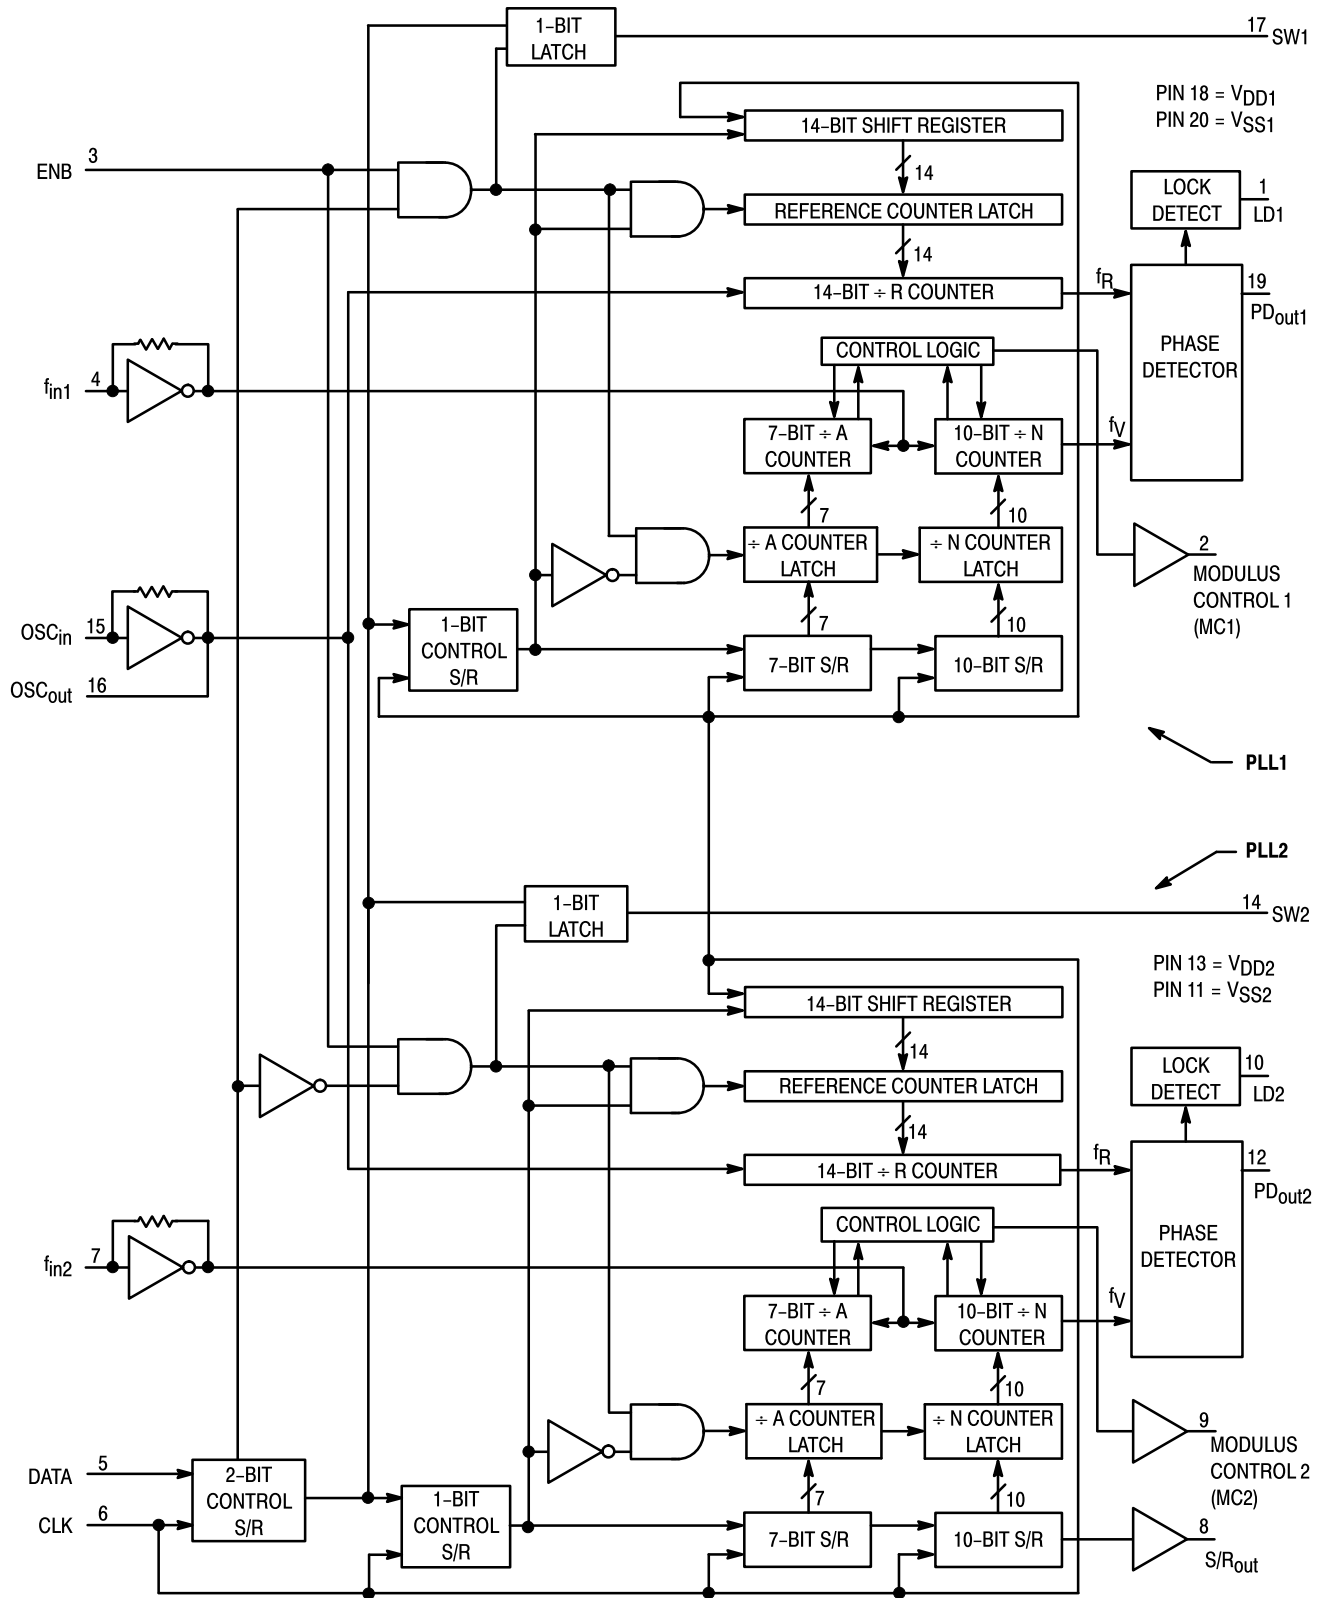 1–BIT
LATCH
17
SW1
PIN 18 = VDD1
PIN 20 = VSS1
14–BIT SHIFT REGISTER
14
ENB
3
REFERENCE COUNTER LATCH
14
LOCK
DETECT
1
LD1
14–BIT ÷ R COUNTER
fR
19
PDout1
PHASE
DETECTOR
CONTROL LOGIC
fin1
4
7–BIT ÷ A
COUNTER
10–BIT ÷ N
COUNTER
fV
7
10
÷ A COUNTER
LATCH
÷ N COUNTER
LATCH
2
MODULUS
CONTROL 1
(MC1)
7
10
OSCin
15
OSCout
16
1–BIT
CONTROL
S/R
7–BIT S/R
10–BIT S/R
PLL1
PLL2
1–BIT
LATCH
14
SW2
PIN 13 = VDD2
PIN 11 = VSS2
14–BIT SHIFT REGISTER
14
REFERENCE COUNTER LATCH
14
LOCK
DETECT
10
LD2
14–BIT ÷ R COUNTER
fR
12
PDout2
PHASE
DETECTOR
CONTROL LOGIC
fin2
7
7–BIT ÷ A
COUNTER
10–BIT ÷ N
COUNTER
fV
7
10
÷ A COUNTER
LATCH
÷ N COUNTER
LATCH
9
MODULUS
CONTROL 2
(MC2)
7
10
DATA
5
CLK
6
2–BIT
CONTROL
S/R
1–BIT
CONTROL
S/R
7–BIT S/R
10–BIT S/R
8
S/Rout